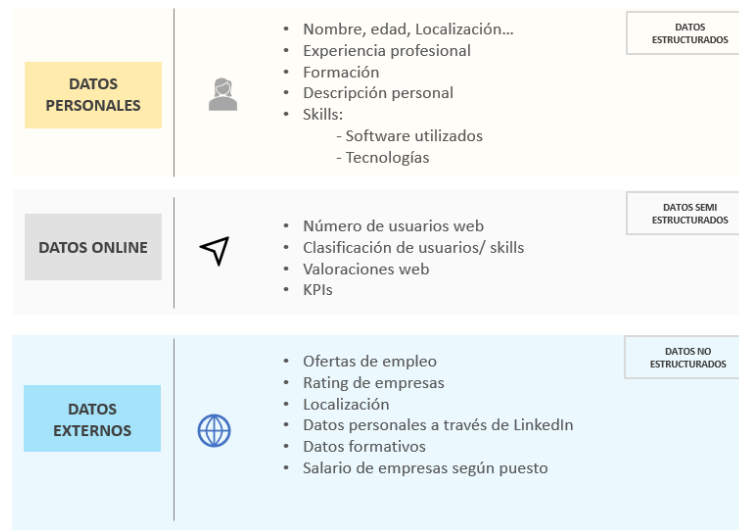 DATOS
PERSONALES
• Nombre, edad, Localización...
• Experiencia profesional
• Formación
• Descripción personal
• Skills:
- Software utilizados
- Tecnologías
DATOS
ESTRUCTURADOS
DATOS ONLINE
• Número de usuarios web
• Clasificación de usuarios/ skills
• Valoraciones web
• KPIs
DATOS SEMI
ESTRUCTURADOS
DATOS
EXTERNOS
• Ofertas de empleo
• Rating de empresas
• Localización
• Datos personales a través de LinkedIn
• Datos formativos
• Salario de empresas según puesto
DATOS NO
ESTRUCTURADOS